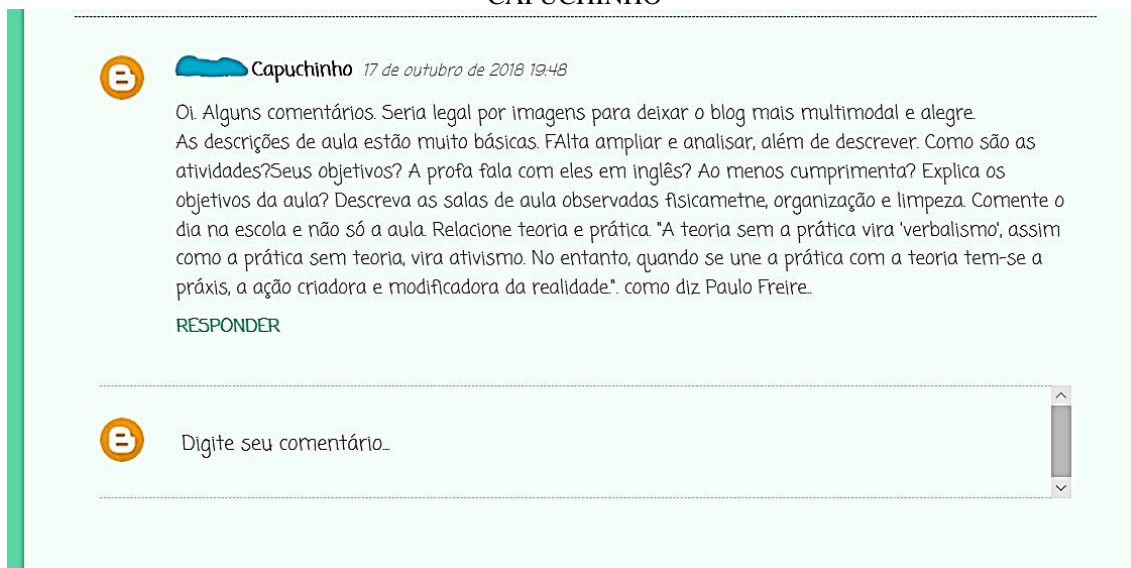 CAPUCHINHO
Capuchinho 17 de outubro de 2018 19:48
Oi. Alguns comentários. Seria legal por imagens para deixar o blog mais multimodal e alegre.
As descrições de aula estão muito básicas. FAlta ampliar e analisar, além de descrever. Como são as
atividades?Seus objetivos? A profa fala com eles em inglês? Ao menos cumprimenta? Explica os
objetivos da aula? Descreva as salas de aula observadas fisicametne, organização e limpeza. Comente o
dia na escola e não só a aula. Relacione teoria e prática. "A teoria sem a prática vira 'verbalismo', assim
como a prática sem teoria, vira ativismo. No entanto, quando se une a prática com a teoria tem-se a
práxis, a ação criadora e modificadora da realidade.". como diz Paulo Freire..
RESPONDER
Digite seu comentário...